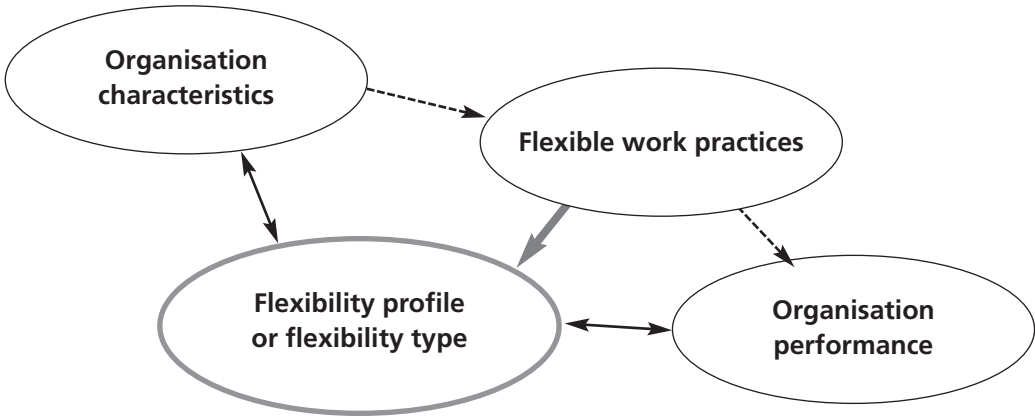 Organisation
characteristics
Flexible work practices
Flexibility profile
or flexibility type
Organisation
performance